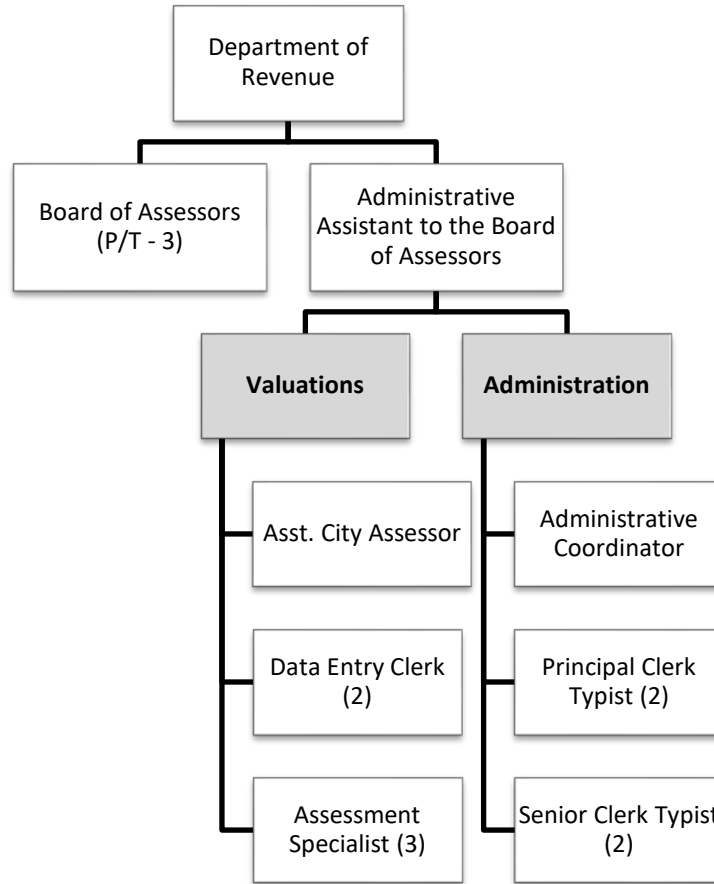 Department of
Revenue
Board of Assessors
(P/T - 3)
Administrative
Assistant to the Board
of Assessors
Valuations
Administration
Asst. City Assessor
Administrative
Coordinator
Data Entry Clerk
(2)
Principal Clerk
Typist (2)
Assessment
Specialist (3)
Senior Clerk Typist
(2)